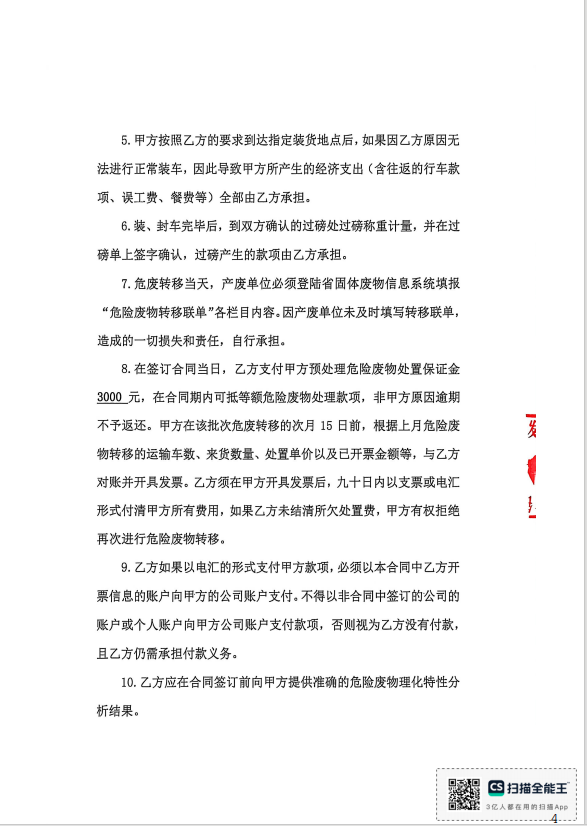 5.甲方按照乙方的要求到达指定装货地点后,如果因乙方原因无
法进行正常装车,因此导致甲方所产生的经济支出(含往返的行车款
项、误工费、餐费等)全部由乙方承担。
6.装、封车完毕后,到双方确认的过磅处过磅称重计量,并在过
磅单上签字确认,过磅产生的款项由乙方承担。
7.危废转移当天,产废单位必须登陆省固体废物信息系统填报
“危险废物转移联单”各栏目内容。因产废单位未及时填写转移联单,
造成的一切损失和责任,自行承担。
8.在签订合同当日,乙方支付甲方预处理危险废物处置保证金
3000 元,在合同期内可抵等额危险废物处理款项,非甲方原因逾期
不予返还。甲方在该批次危废转移的次月 15 日前,根据上月危险废
物转移的运输车数、来货数量、处置单价以及已开票金额等,与乙方
对账并开具发票。乙方须在甲方开具发票后,九十日内以支票或电汇
形式付清甲方所有费用,如果乙方未结清所欠处置费,甲方有权拒绝
再次进行危险废物转移。
9.乙方如果以电汇的形式支付甲方款项,必须以本合同中乙方开
票信息的账户向甲方的公司账户支付。不得以非合同中签订的公司的
账户或个人账户向甲方公司账户支付款项,否则视为乙方没有付款,
且乙方仍需承担付款义务。
10.乙方应在合同签订前向甲方提供准确的危险废物理化特性分
析结果。
CS 扫描全能王
3亿人都在用的扫描App
4